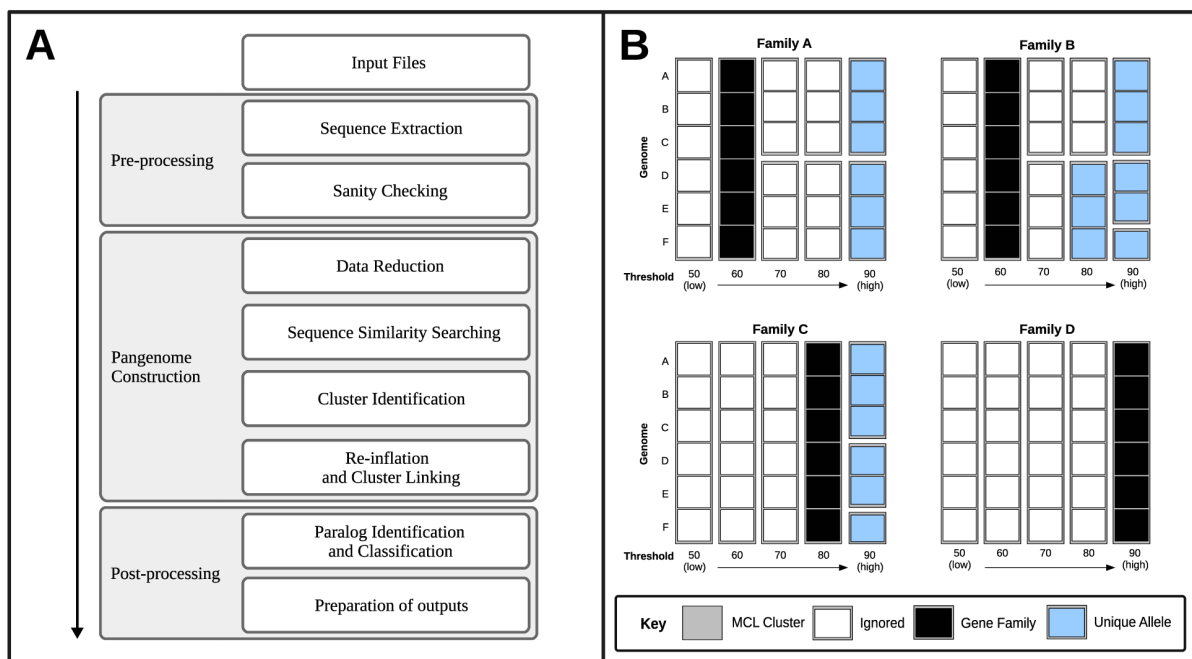 A
Input Files
Pre-processing
Sequence Extraction
Sanity Checking
Pangenome
Construction
Data Reduction
Sequence Similarity Searching
Cluster Identification
Re-inflation
and Cluster Linking
Post-processing
Paralog Identification
and Classification
Preparation of outputs
B
Family A
Genome
A
B
C
D
E
F
Threshold
50
(low)
60
70
80
90
(high)
Family B
50
(low)
60
70
80
90
(high)
Family C
Genome
A
B
C
D
E
F
Threshold
50
(low)
60
70
80
90
(high)
Family D
50
(low)
60
70
80
90
(high)
Key
MCL Cluster
Ignored
Gene Family
Unique Allele